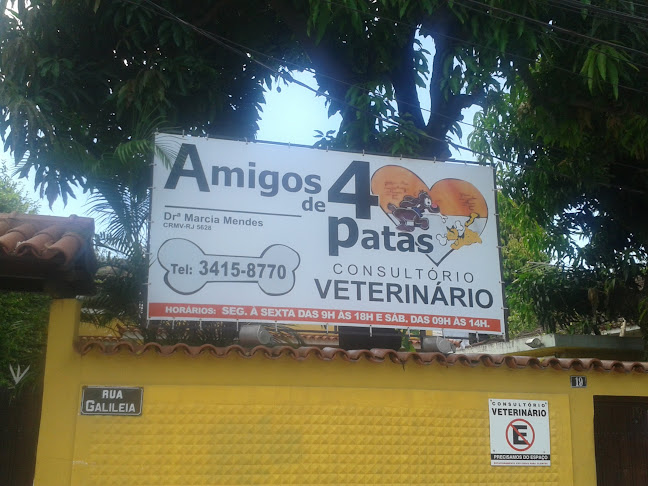 Amigos de 4 Patas
Drª Marcia Mendes
CRMV-RJ 5628
Tel: 3415-8770
CONSULTÓRIO
VETERINÁRIO
HORÁRIOS: SEG. À SEXTA DAS 9H ÀS 18H E SÁB. DAS 09H ÀS 14H.
RUA
GALILEIA
19
CONSULTÓRIO
VETERINÁRIO
E
PRECISAMOS DO ESPAÇO